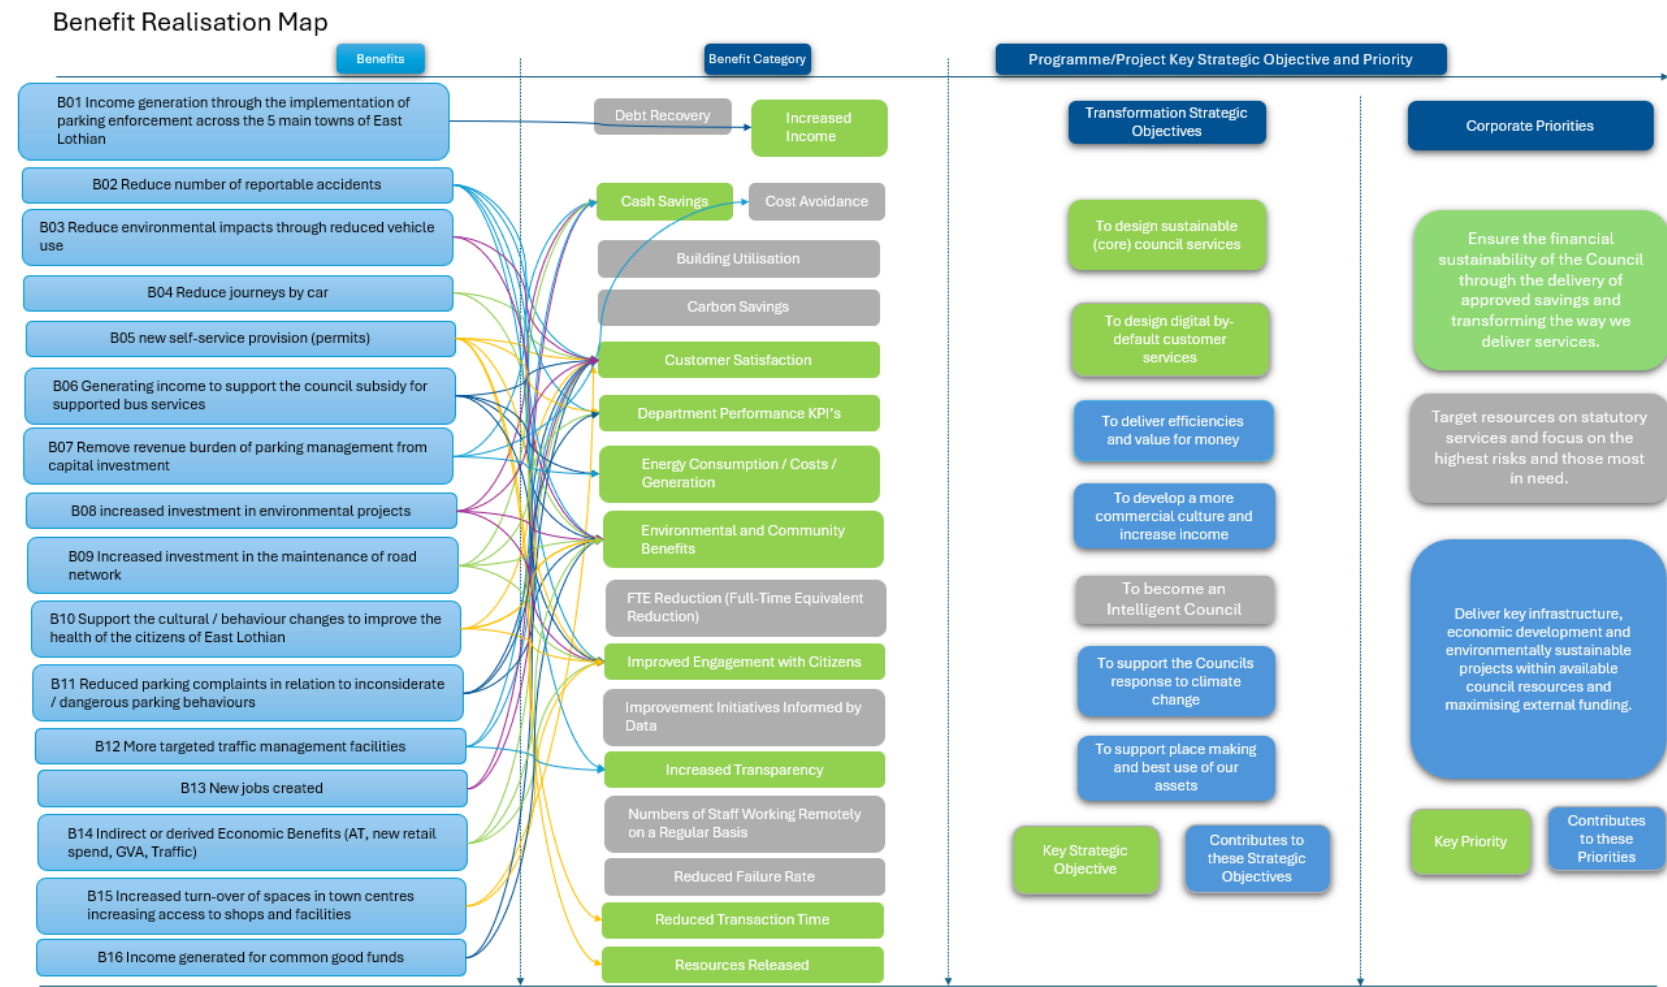 Benefit Realisation Map
Benefits
Benefit Category
Programme/Project Key Strategic Objective and Priority
B01 Income generation through the implementation of
parking enforcement across the 5 main towns of East
Lothian
B02 Reduce number of reportable accidents
B03 Reduce environmental impacts through reduced vehicle
use
B04 Reduce journeys by car
B05 new self-service provision (permits)
B06 Generating income to support the council subsidy for
supported bus services
B07 Remove revenue burden of parking management from
capital investment
B08 increased investment in environmental projects
B09 Increased investment in the maintenance of road
network
B10 Support the cultural / behaviour changes to improve the
health of the citizens of East Lothian
B11 Reduced parking complaints in relation to inconsiderate
/ dangerous parking behaviours
B12 More targeted traffic management facilities
B13 New jobs created
B14 Indirect or derived Economic Benefits (AT, new retail
spend, GVA, Traffic)
B15 Increased turn-over of spaces in town centres
increasing access to shops and facilities
B16 Income generated for common good funds
Debt Recovery
Increased
Income
Cash Savings
Cost Avoidance
Building Utilisation
Carbon Savings
Customer Satisfaction
Department Performance KPI's
Energy Consumption / Costs /
Generation
Environmental and Community
Benefits
FTE Reduction (Full-Time Equivalent
Reduction)
Improved Engagement with Citizens
Improvement Initiatives Informed by
Data
Increased Transparency
Numbers of Staff Working Remotely
on a Regular Basis
Reduced Failure Rate
Reduced Transaction Time
Resources Released
Transformation Strategic
Objectives
To design sustainable
(core) council services
To design digital by-
default customer
services
To deliver efficiencies
and value for money
To develop a more
commercial culture and
increase income
To become an
Intelligent Council
To support the Councils
response to climate
change
To support place making
and best use of our
assets
Key Strategic
Objective
Contributes to
these Strategic
Objectives
Corporate Priorities
Ensure the financial
sustainability of the Council
through the delivery of
approved savings and
transforming the way we
deliver services.
Target resources on statutory
services and focus on the
highest risks and those most
in need.
Deliver key infrastructure,
economic development and
environmentally sustainable
projects within available
council resources and
maximising external funding.
Key Priority
Contributes
to these
Priorities